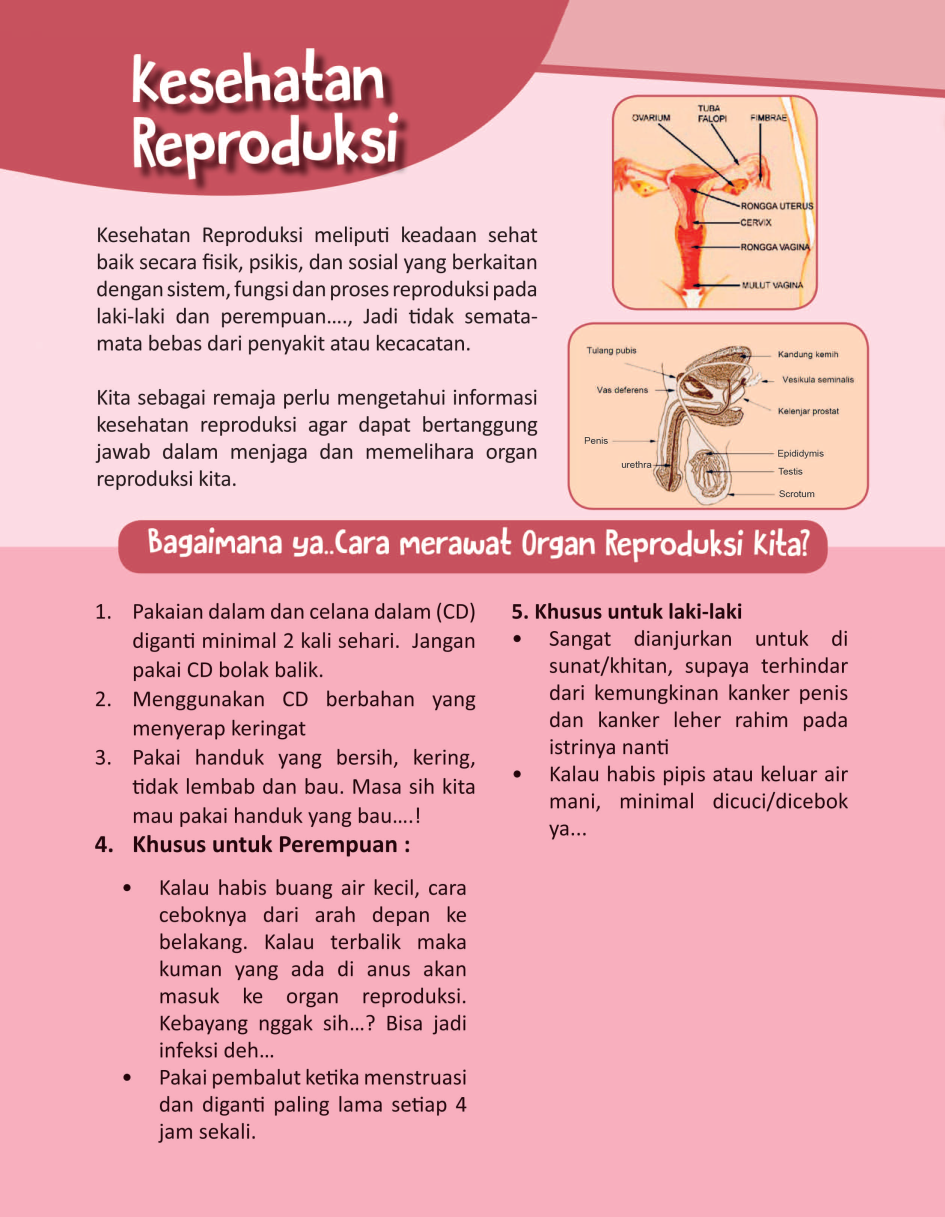 Kesehatan
Reproduksi
Kesehatan Reproduksi meliputi keadaan sehat
baik secara fisik, psikis, dan sosial yang berkaitan
dengan sistem, fungsi dan proses reproduksi pada
laki-laki dan perempuan...., Jadi tidak semata-
mata bebas dari penyakit atau kecacatan.
Kita sebagai remaja perlu mengetahui informasi
kesehatan reproduksi agar dapat bertanggung
jawab dalam menjaga dan memelihara organ
reproduksi kita.
OVARIUM
TUBA
FALOPI
FIMBRAE
RONGGA UTERUS
CERVIX
RONGGA VAGINA
MULUT VAGINA
Tulang pubis
Kandung kemih
Vesikula seminalis
Vas deferens
Kelenjar prostat
Penis
Epididymis
urethra
Testis
Scrotum
Bagaimana ya..Cara merawat Organ Reproduksi Kita?
1. Pakaian dalam dan celana dalam (CD)
diganti minimal 2 kali sehari. Jangan
pakai CD bolak balik.
2. Menggunakan CD berbahan yang
menyerap keringat
3. Pakai handuk yang bersih, kering,
tidak lembab dan bau. Masa sih kita
mau pakai handuk yang bau....!
4. Khusus untuk Perempuan :
• Kalau habis buang air kecil, cara
ceboknya dari arah depan ke
belakang. Kalau terbalik maka
kuman yang ada di anus akan
masuk ke organ reproduksi.
Kebayang nggak sih...? Bisa jadi
infeksi deh...
• Pakai pembalut ketika menstruasi
dan diganti paling lama setiap 4
jam sekali.
5. Khusus untuk laki-laki
• Sangat dianjurkan untuk di
sunat/khitan, supaya terhindar
dari kemungkinan kanker penis
dan kanker leher rahim pada
istrinya nanti
• Kalau habis pipis atau keluar air
mani, minimal dicuci/dicebok
ya...